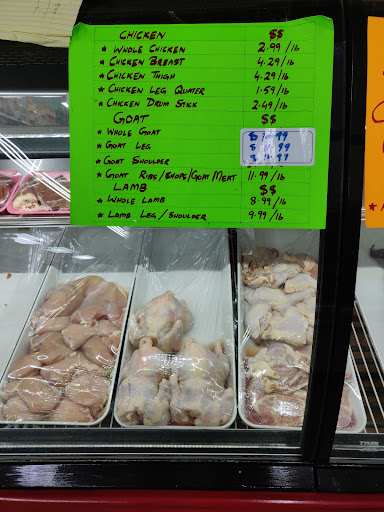 CHICKEN $$
* WHOLE CHICKEN 2.99/lb
* CHICKEN BREAST 4.29/lb
* CHICKEN THIGH 4.29/lb
* CHICKEN LEG QUATER 1.59/lb
* CHICKEN DRUM STICK 2.49/lb
GOAT $$
* WHOLE GOAT
* GOAT LEG
* GOAT SHOULDER
* GOAT RIBS/CHOPS/GOAT MEAT 11.99/lb
LAMB $$
* WHOLE LAMB 8.99/lb
* LAMB LEG/SHOULDER 9.99/lb